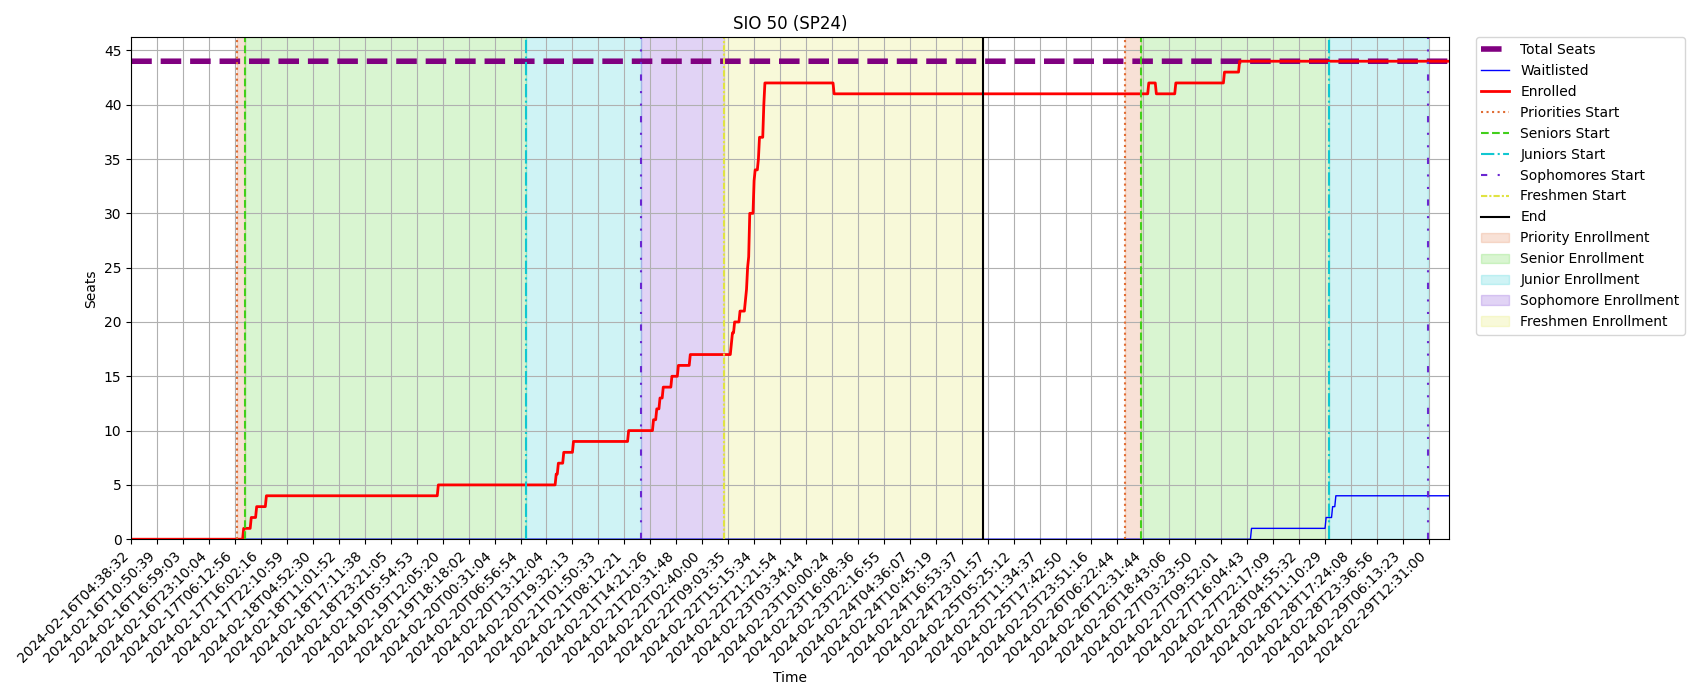 SIO 50 (SP24)
45
40
35
30
25
20
15
10
5
0
Seats
2024-02-16T04:38:32
2024-02-16T10:50:39
2024-02-16T16:59:03
2024-02-16T23:10:04
2024-02-17T06:12:56
2024-02-17T16:02:16
2024-02-17T22:10:59
2024-02-18T04:52:30
2024-02-18T11:01:52
2024-02-18T17:11:38
2024-02-18T23:21:05
2024-02-19T05:54:53
2024-02-19T12:05:20
2024-02-19T18:18:02
2024-02-20T00:31:04
2024-02-20T06:56:54
2024-02-20T13:12:04
2024-02-20T19:32:13
2024-02-21T01:50:33
2024-02-21T08:12:21
2024-02-21T14:21:26
2024-02-21T20:31:48
2024-02-22T02:40:00
2024-02-22T09:03:35
2024-02-22T15:15:34
2024-02-22T21:21:54
2024-02-23T03:34:14
2024-02-23T10:00:24
2024-02-23T16:08:36
2024-02-23T22:16:55
2024-02-24T04:36:07
2024-02-24T10:45:19
2024-02-24T16:53:37
2024-02-24T23:01:57
2024-02-25T05:25:12
2024-02-25T11:34:37
2024-02-25T17:42:50
2024-02-25T23:51:16
2024-02-26T06:22:44
2024-02-26T12:31:44
2024-02-26T18:43:06
2024-02-27T03:23:50
2024-02-27T09:52:01
2024-02-27T16:04:43
2024-02-27T22:17:09
2024-02-28T04:55:32
2024-02-28T11:10:29
2024-02-28T17:24:08
2024-02-28T23:36:56
2024-02-29T06:13:23
2024-02-29T12:31:00
Time
Total Seats
Waitlisted
Enrolled
Priorities Start
Seniors Start
Juniors Start
Sophomores Start
Freshmen Start
End
Priority Enrollment
Senior Enrollment
Junior Enrollment
Sophomore Enrollment
Freshmen Enrollment